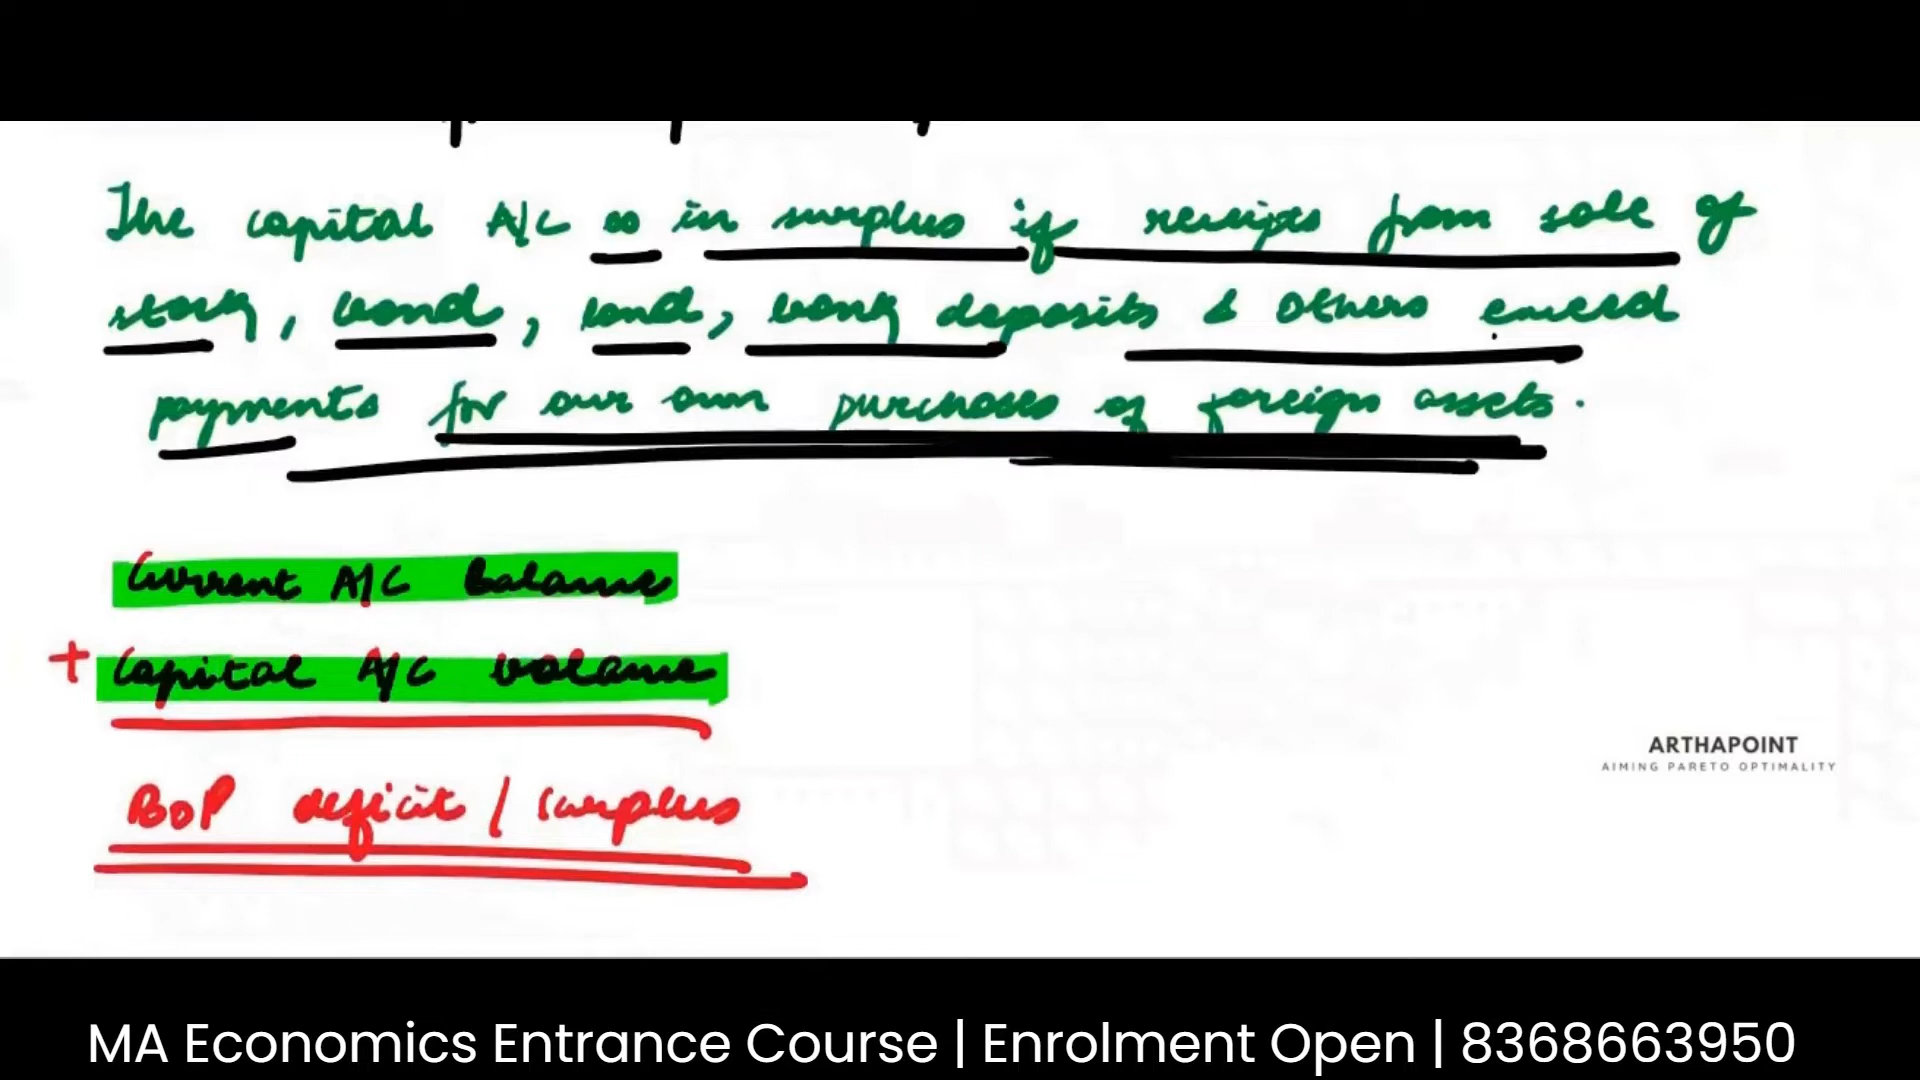 The capital A/C is in surplus if receipts from sale of
stock, bond, land, bank deposits & others exceed
payments for our own purchases of foreign assets.
Current A/C balance
+ Capital A/C balance
BOP deficit / surplus
ARTHAPOINT
AIMING PARETO OPTIMALITY
MA Economics Entrance Course | Enrolment Open | 8368663950